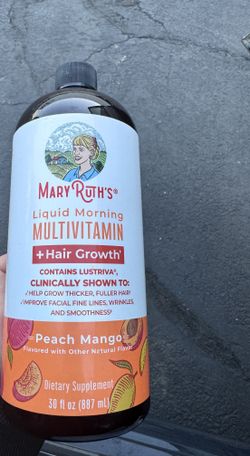 MARYRUTH'S®
Liquid Morning
MULTIVITAMIN
+Hair Growth†
CONTAINS LUSTRIVA®,
CLINICALLY SHOWN TO:
√HELP GROW THICKER, FULLER HAIR†
√IMPROVE FACIAL FINE LINES, WRINKLES,
AND SMOOTHNESS†
Peach Mango
Flavored with Other Natural Flavor
Dietary Supplement
30 fl oz (887 mL)